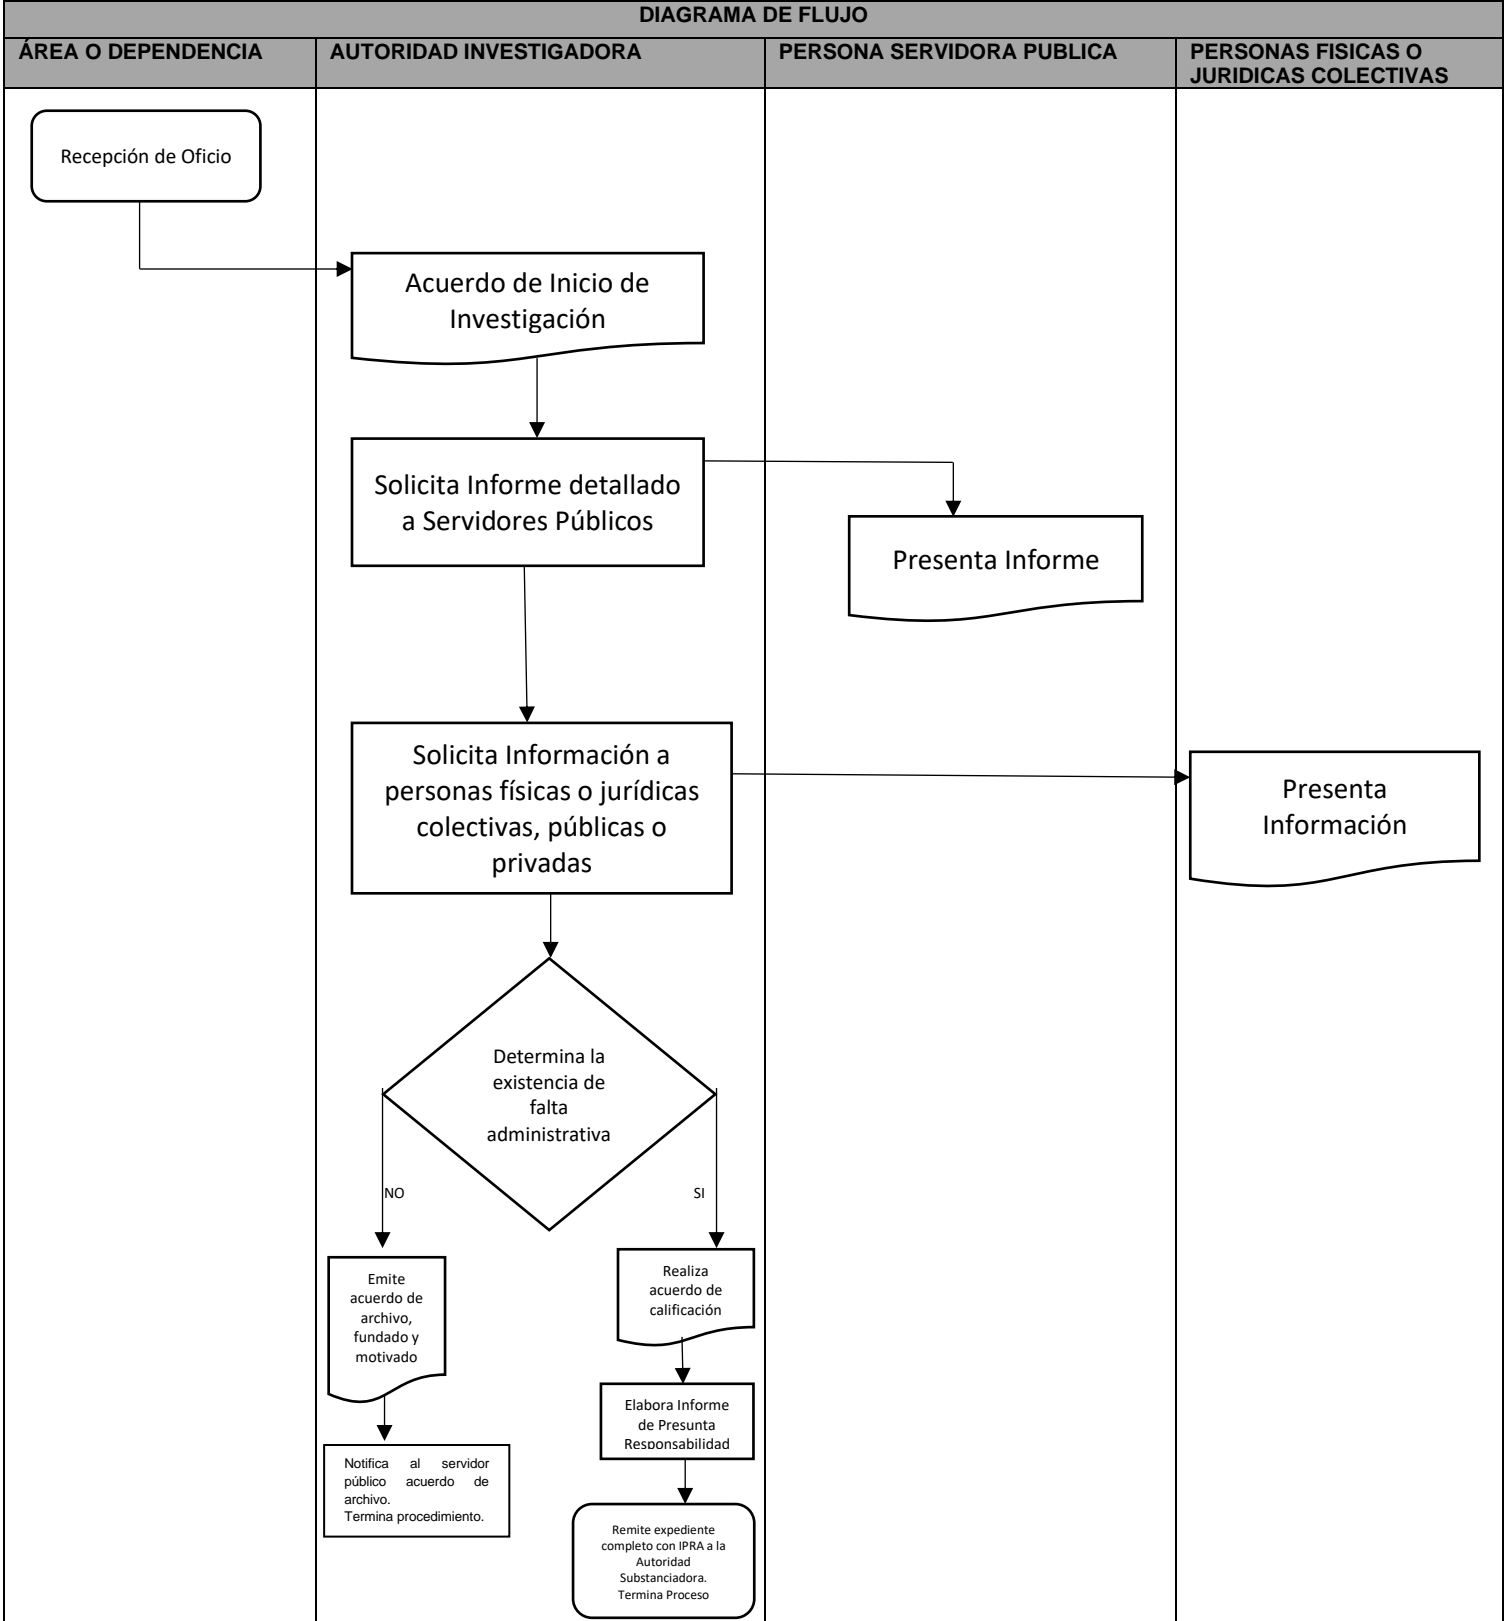 DIAGRAMA DE FLUJO
ÁREA O DEPENDENCIA
AUTORIDAD INVESTIGADORA
PERSONA SERVIDORA PUBLICA
PERSONAS FISICAS O
JURIDICAS COLECTIVAS
Recepción de Oficio
Acuerdo de Inicio de
Investigación
Solicita Informe detallado
a Servidores Públicos
Presenta Informe
Solicita Información a
personas físicas o jurídicas
colectivas, públicas o
privadas
Presenta
Información
Determina la
existencia de
falta
administrativa
NO
SI
Emite
acuerdo de
archivo,
fundado y
motivado
Realiza
acuerdo de
calificación
Elabora Informe
de Presunta
Responsabilidad
Notifica al servidor
público acuerdo de
archivo.
Termina procedimiento.
Remite expediente
completo con IPRA a la
Autoridad
Substanciadora.
Termina Proceso